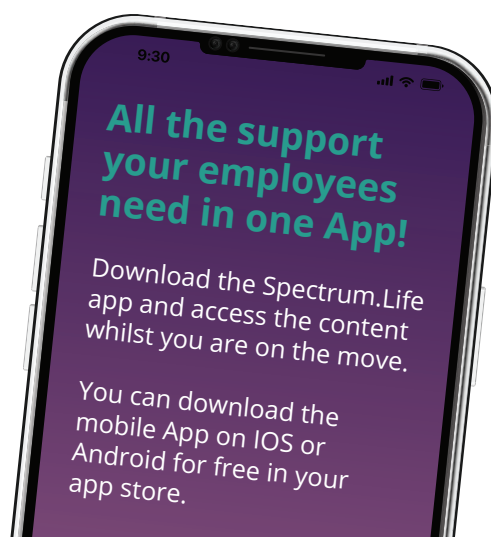 9:30
All the support
your employees
need in one App!
Download the Spectrum.Life
app and access the content
whilst you are on the move.
You can download the
mobile App on IOS or
Android for free in your
app store.